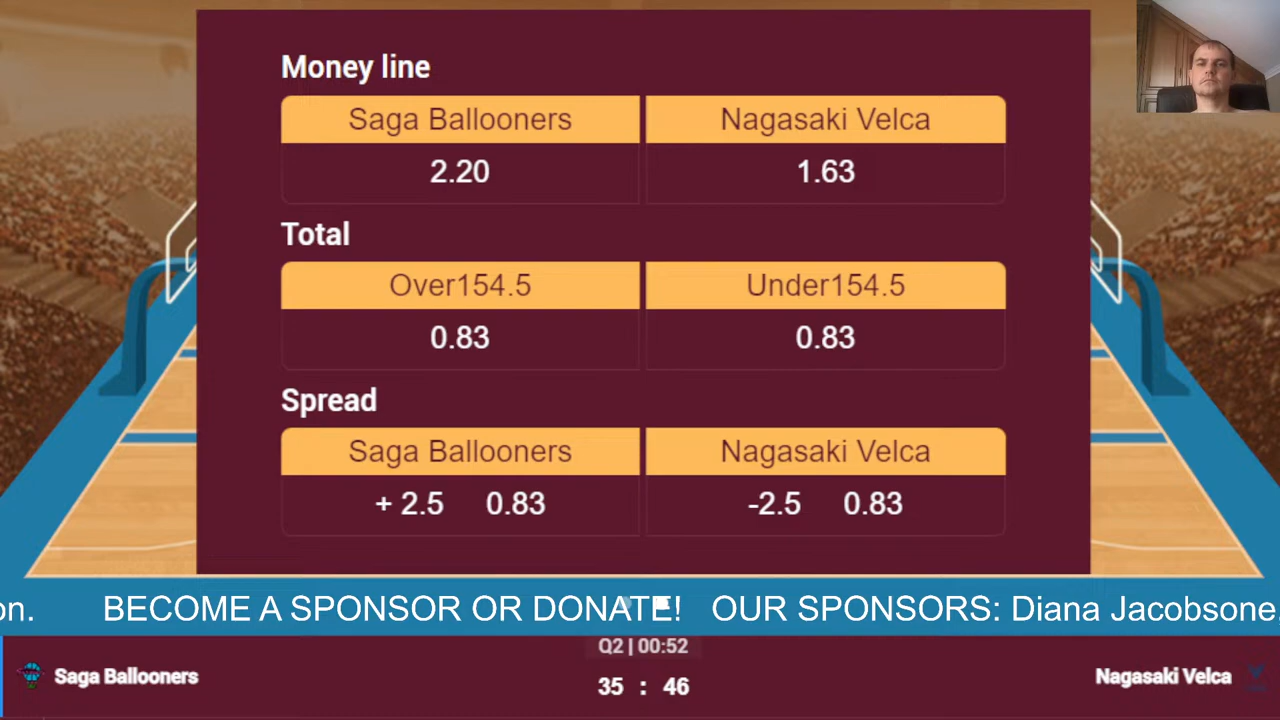 Money line
Saga Ballooners
Nagasaki Velca
2.20
1.63
Total
Over154.5
Under154.5
0.83
0.83
Spread
Saga Ballooners
Nagasaki Velca
+ 2.5 0.83
-2.5 0.83
on. BECOME A SPONSOR OR DONATE! OUR SPONSORS: Diana Jacobsone,
Q2 | 00:52
Saga Ballooners
35 : 46
Nagasaki Velca